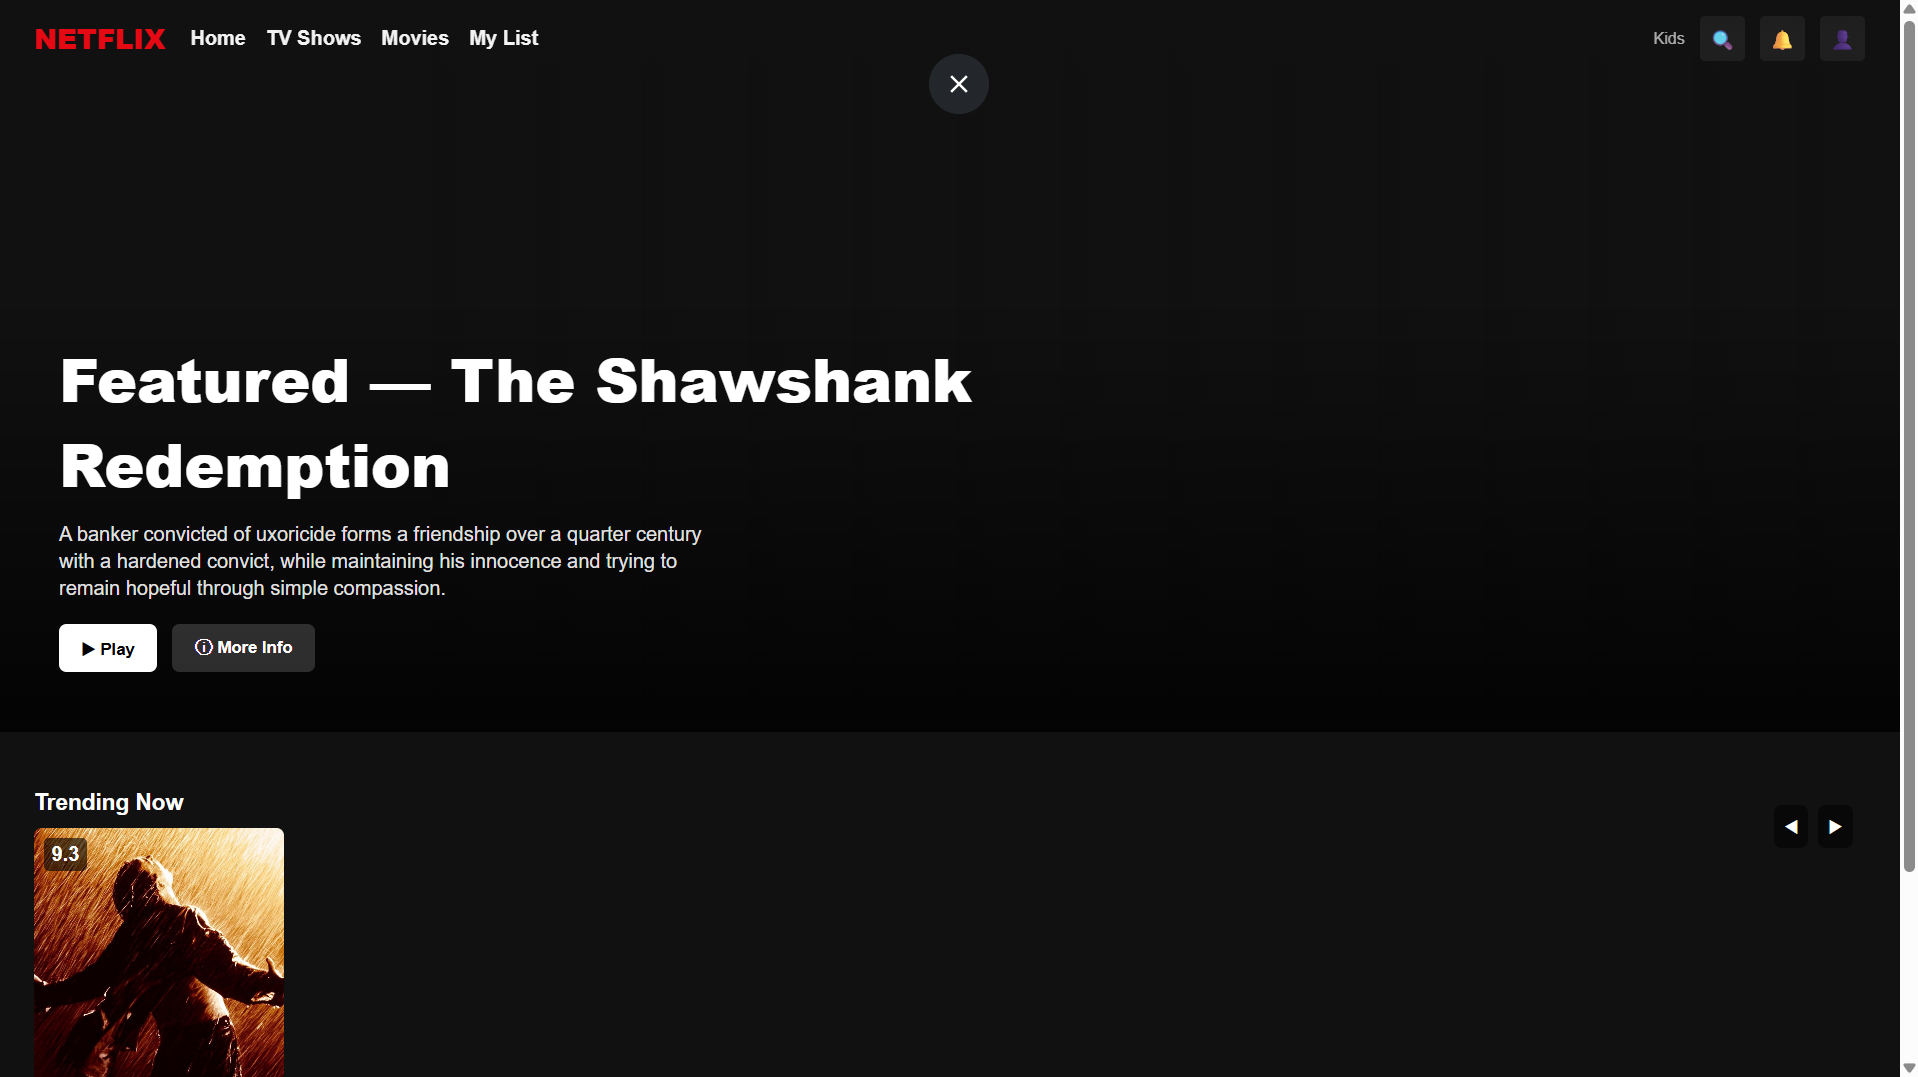 NETFLIX Home TV Shows Movies My List Kids
Featured — The Shawshank
Redemption
A banker convicted of uxoricide forms a friendship over a quarter century
with a hardened convict, while maintaining his innocence and trying to
remain hopeful through simple compassion.
▶ Play ⓘ More Info
Trending Now
9.3